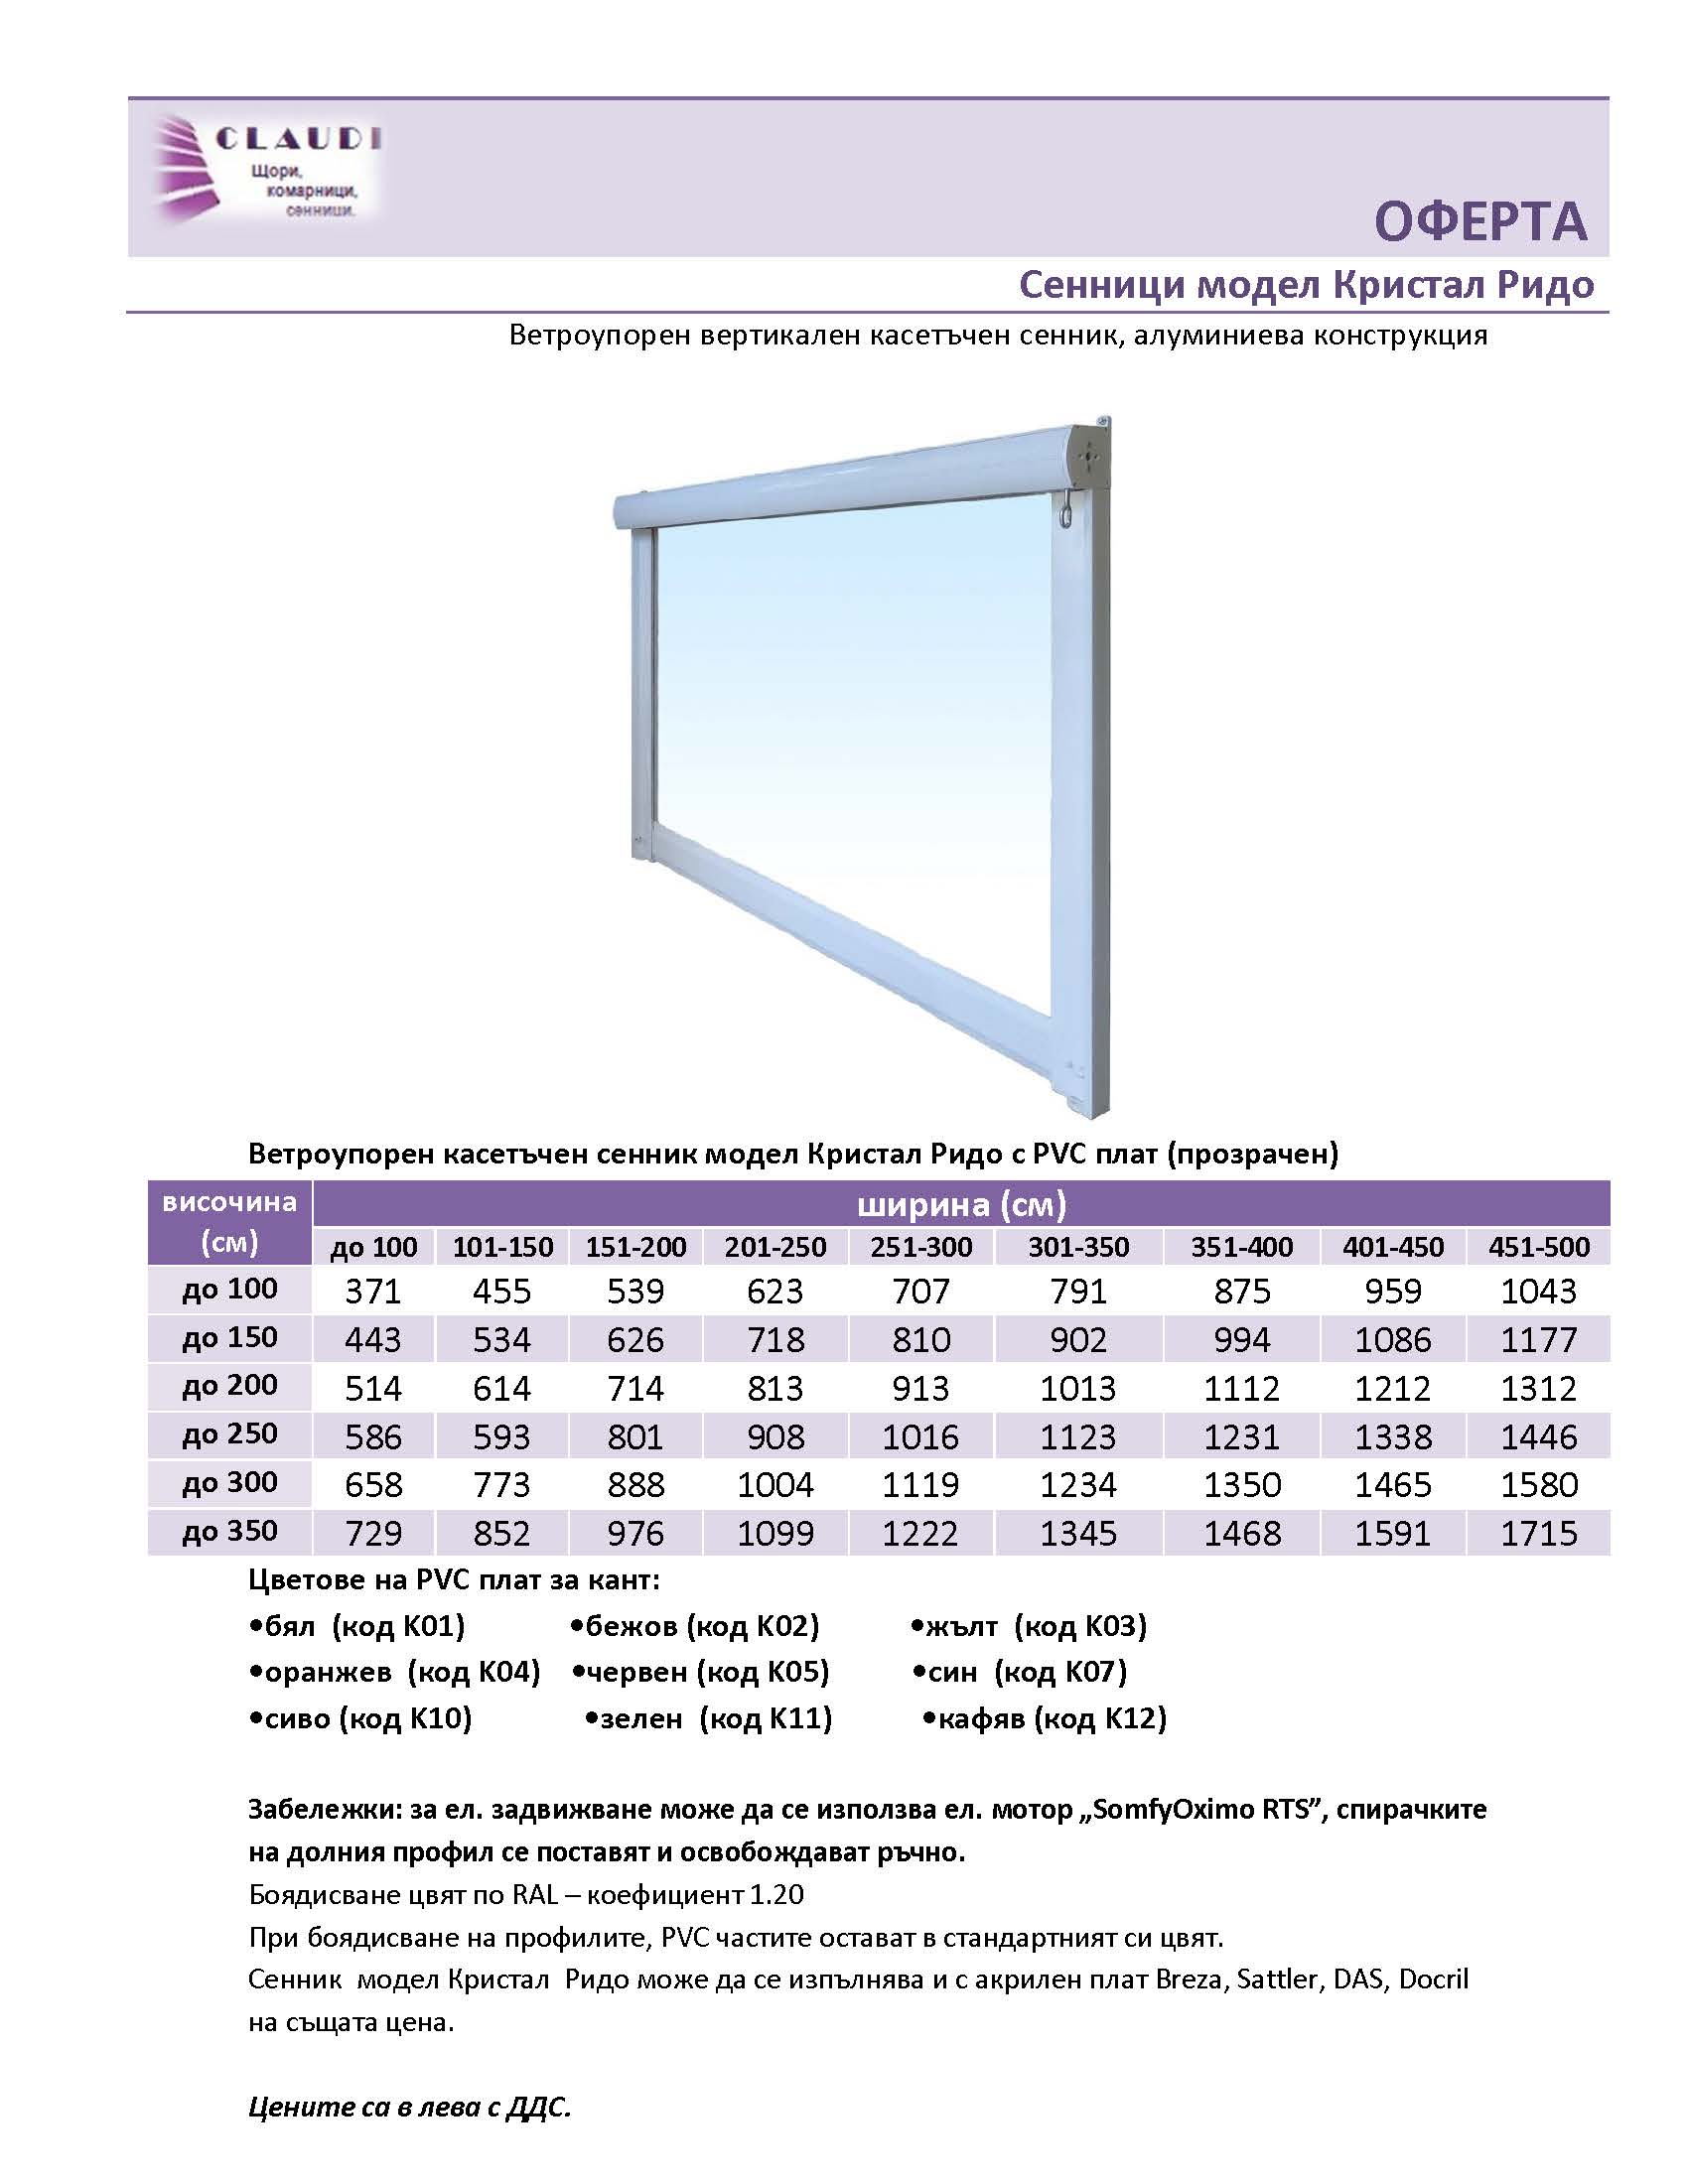 CLAUDI
Щори,
комарници,
сенници.
ОФЕРТА
Сенници модел Кристал Ридо
Ветроупорен вертикален касетъчен сенник, алуминиева конструкция
Ветроупорен касетъчен сенник модел Кристал Ридо с PVC плат (прозрачен)
височина (см) ширина (см)
до 100 101-150 151-200 201-250 251-300 301-350 351-400 401-450 451-500
до 100 371 455 539 623 707 791 875 959 1043
до 150 443 534 626 718 810 902 994 1086 1177
до 200 514 614 714 813 913 1013 1112 1212 1312
до 250 586 593 801 908 1016 1123 1231 1338 1446
до 300 658 773 888 1004 1119 1234 1350 1465 1580
до 350 729 852 976 1099 1222 1345 1468 1591 1715
Цветове на PVC плат за кант:
•бял (код K01) •бежов (код K02) •жълт (код K03)
•оранжев (код K04) •червен (код K05) •син (код K07)
•сиво (код K10) •зелен (код K11) •кафяв (код K12)
Забележки: за ел. задвижване може да се използва ел. мотор „SomfyOximo RTS”, спирачките
на долния профил се поставят и освобождават ръчно.
Боядисване цвят по RAL – коефициент 1.20
При боядисване на профилите, PVC частите остават в стандартният си цвят.
Сенник модел Кристал Ридо може да се изпълнява и с акрилен плат Breza, Sattler, DAS, Docril
на същата цена.
Цените са в лева с ДДС.